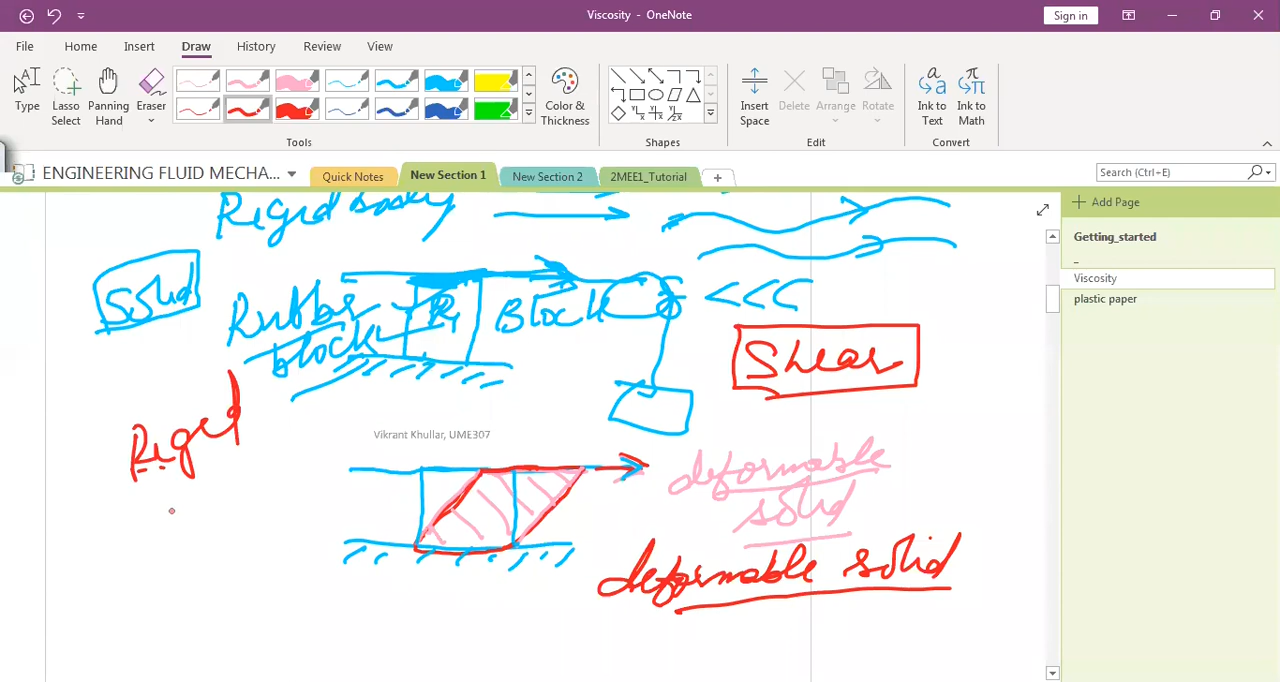 Viscosity - OneNote
Sign in
File
Home
Insert
Draw
History
Review
View
Type
Lasso Select
Panning Hand
Eraser
Color & Thickness
Insert Space
Delete
Arrange
Rotate
Ink to Text
Ink to Math
Tools
Shapes
Edit
Convert
ENGINEERING FLUID MECHA...
Quick Notes
New Section 1
New Section 2
2MEE1_Tutorial
Search (Ctrl+E)
Add Page
Getting_started
Viscosity
plastic paper
Rigid body
Solid
Rubber
block
Block
<<<
Shear
Rigid
Vikrant Khullar, UME307
deformable
solid
deformable solid